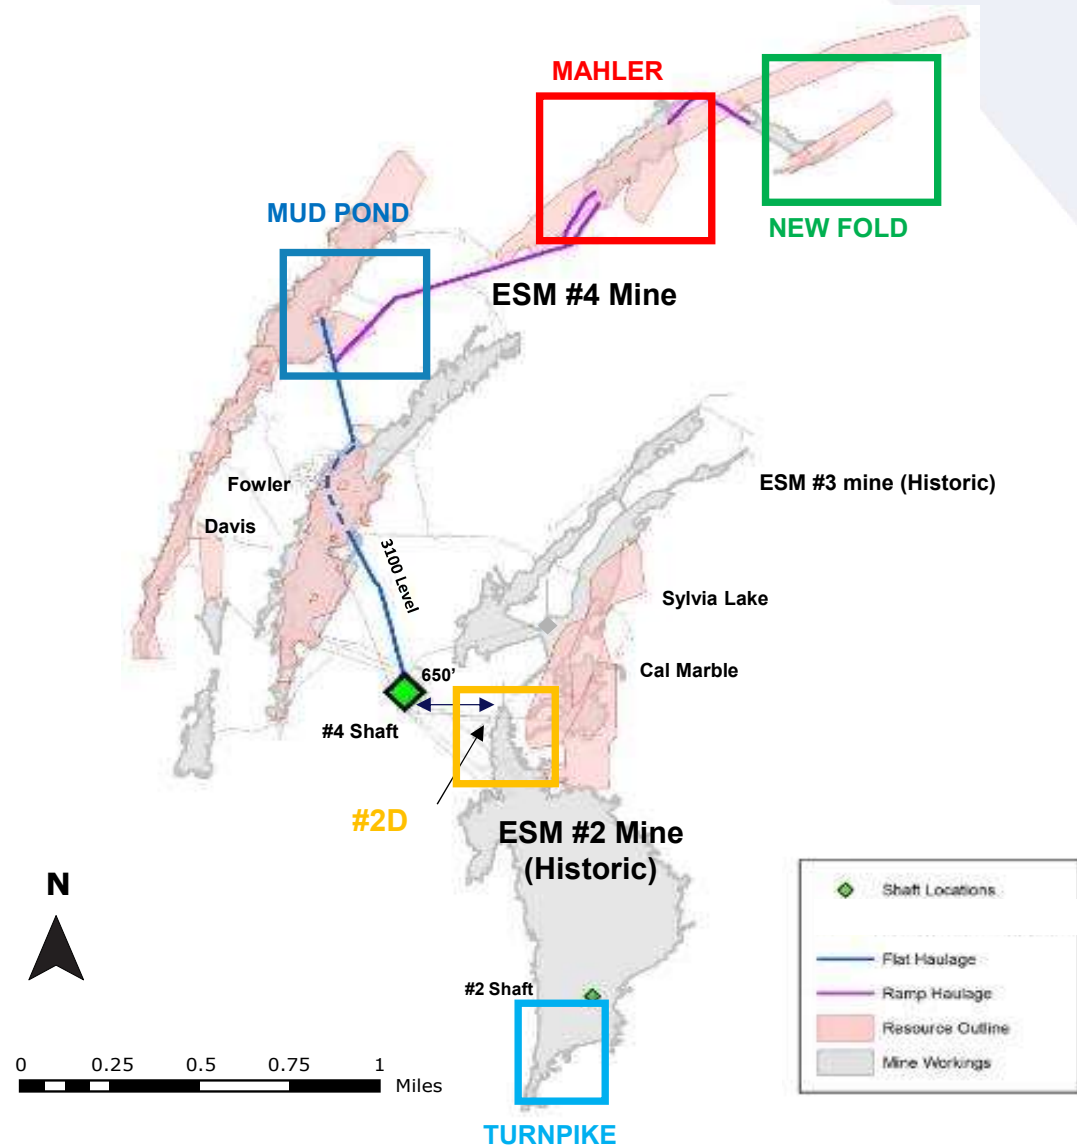 MAHLER
MUD POND
NEW FOLD
ESM #4 Mine
Fowler
ESM #3 mine (Historic)
Davis
3100 Level
Sylvia Lake
Cal Marble
650’
#4 Shaft
#2D
ESM #2 Mine
(Historic)
N
#2 Shaft
0 0.25 0.5 0.75 1
Miles
TURNPIKE
Shaft Locations
Flat Haulage
Ramp Haulage
Resource Outline
Mine Workings